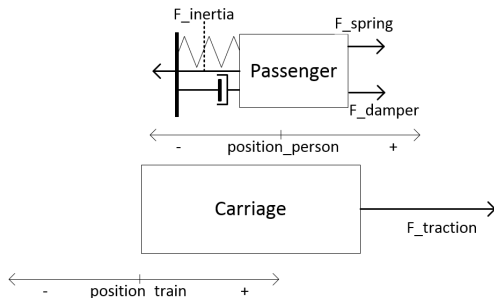 F_inertia
F_spring
Passenger
F_damper
- position_person +
Carriage
F_traction
- position_train +